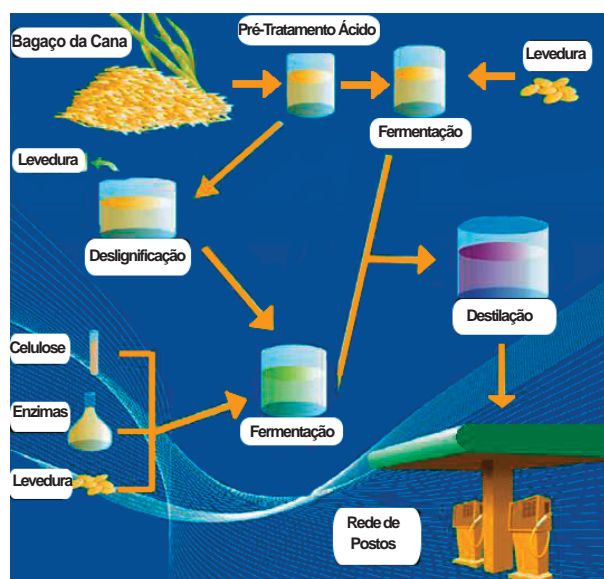 Bagaço da Cana
Pré-Tratamento Ácido
Levedura
Fermentação
Levedura
Deslignificação
Destilação
Celulose
Enzimas
Fermentação
Levedura
Rede de
Postos